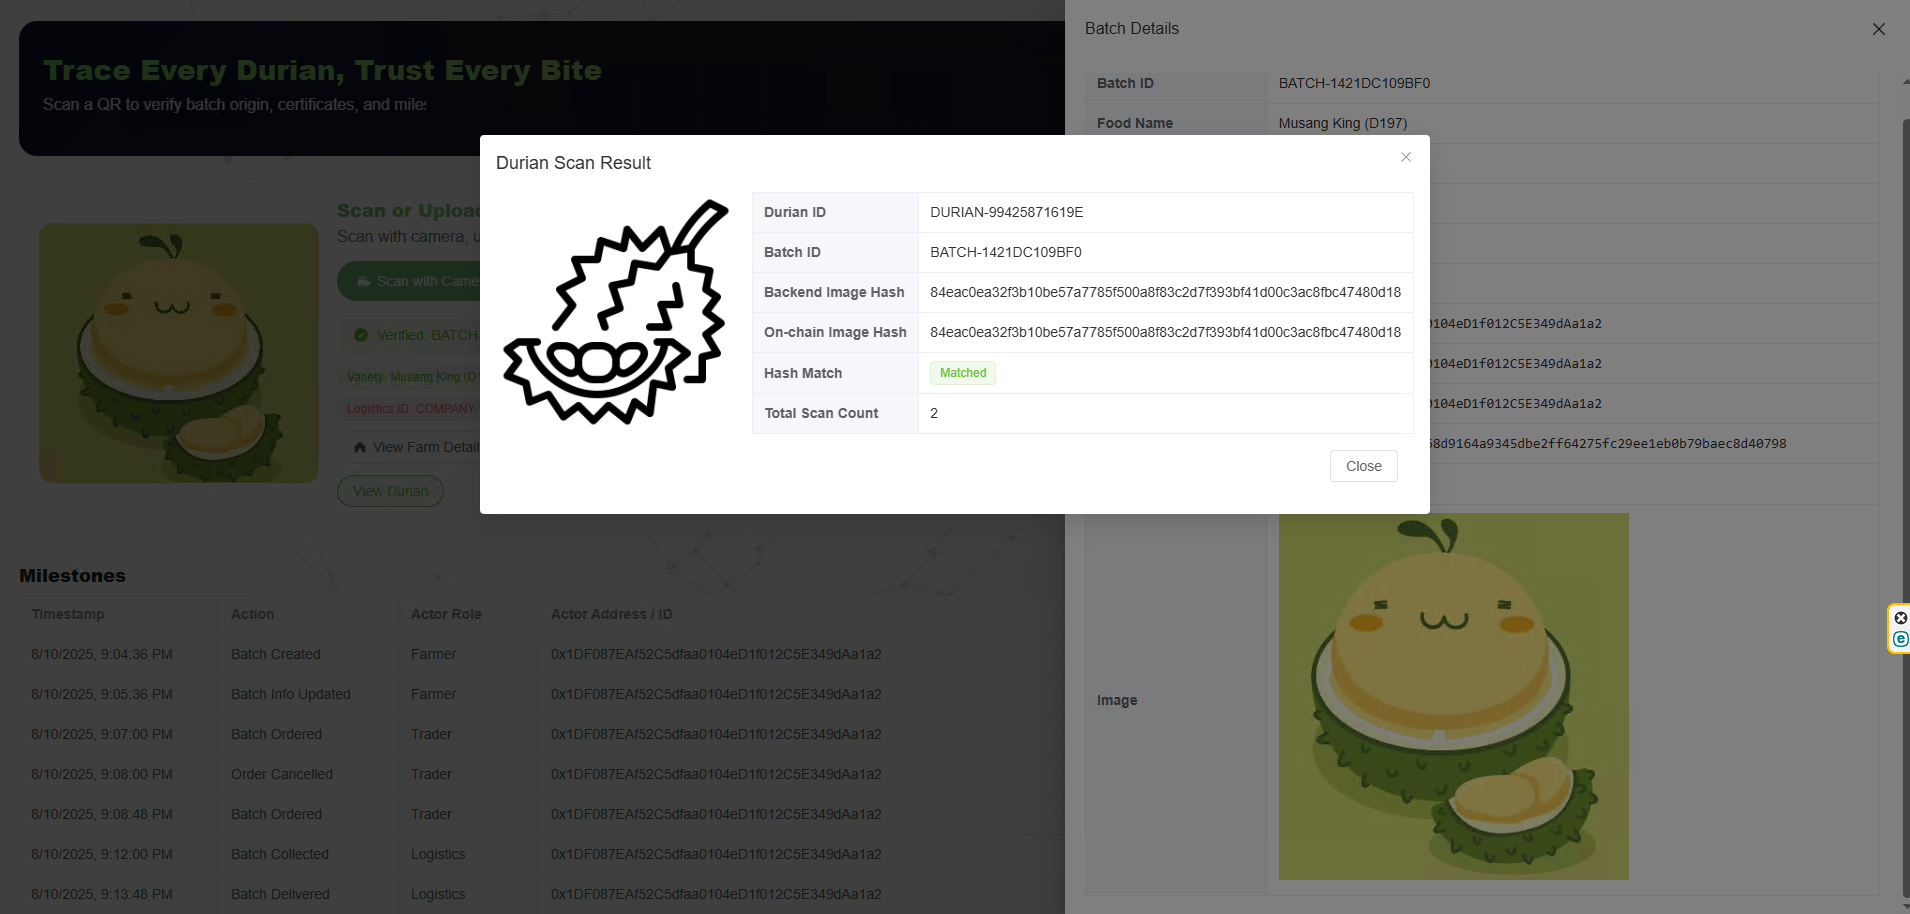 Trace Every Durian, Trust Every Bite
Scan a QR to verify batch origin, certificates, and miles
Scan or Upload
Scan with camera, u
Scan with Came
Verified: BATCH-
Variety: Musang King (D1
Logistics ID: COMPANY-
View Farm Detail
View Durian
Milestones
Timestamp Action Actor Role Actor Address / ID
8/10/2025, 9:04:36 PM Batch Created Farmer 0x1DF087EAf52C5dfaa0104eD1f012C5E349dAa1a2
8/10/2025, 9:05:36 PM Batch Info Updated Farmer 0x1DF087EAf52C5dfaa0104eD1f012C5E349dAa1a2
8/10/2025, 9:07:00 PM Batch Ordered Trader 0x1DF087EAf52C5dfaa0104eD1f012C5E349dAa1a2
8/10/2025, 9:08:00 PM Order Cancelled Trader 0x1DF087EAf52C5dfaa0104eD1f012C5E349dAa1a2
8/10/2025, 9:08:48 PM Batch Ordered Trader 0x1DF087EAf52C5dfaa0104eD1f012C5E349dAa1a2
8/10/2025, 9:12:00 PM Batch Collected Logistics 0x1DF087EAf52C5dfaa0104eD1f012C5E349dAa1a2
8/10/2025, 9:13:48 PM Batch Delivered Logistics 0x1DF087EAf52C5dfaa0104eD1f012C5E349dAa1a2
Durian Scan Result
Durian ID DURIAN-99425871619E
Batch ID BATCH-1421DC109BF0
Backend Image Hash 84eac0ea32f3b10be57a7785f500a8f83c2d7f393bf41d00c3ac8fbc47480d18
On-chain Image Hash 84eac0ea32f3b10be57a7785f500a8f83c2d7f393bf41d00c3ac8fbc47480d18
Hash Match Matched
Total Scan Count 2
Close
Batch Details
Batch ID BATCH-1421DC109BF0
Food Name Musang King (D197)
0104eD1f012C5E349dAa1a2
0104eD1f012C5E349dAa1a2
0104eD1f012C5E349dAa1a2
68d9164a9345dbe2ff64275fc29ee1eb0b79baec8d40798
Image